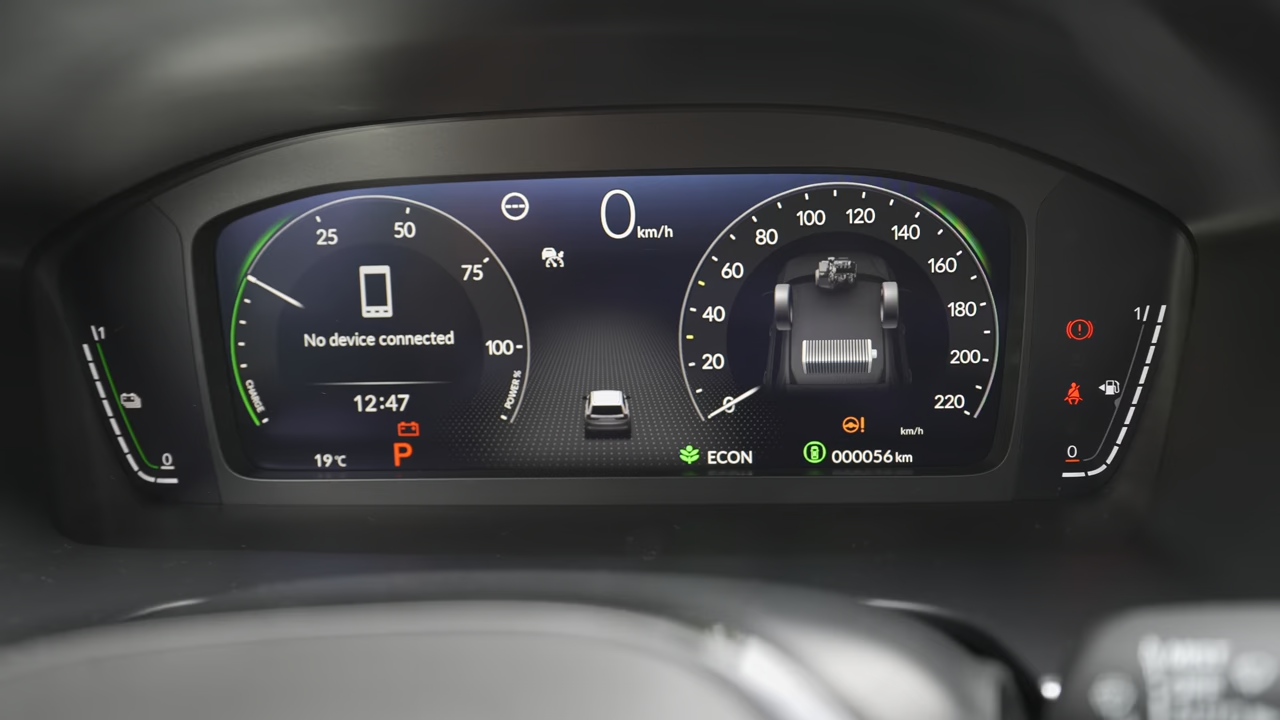 25
50
75
100
POWER %
CHARGE
No device connected
12:47
19°C
P
0 km/h
ECON
0
20
40
60
80
100
120
140
160
180
200
220
km/h
000056 km
1
0
1
0